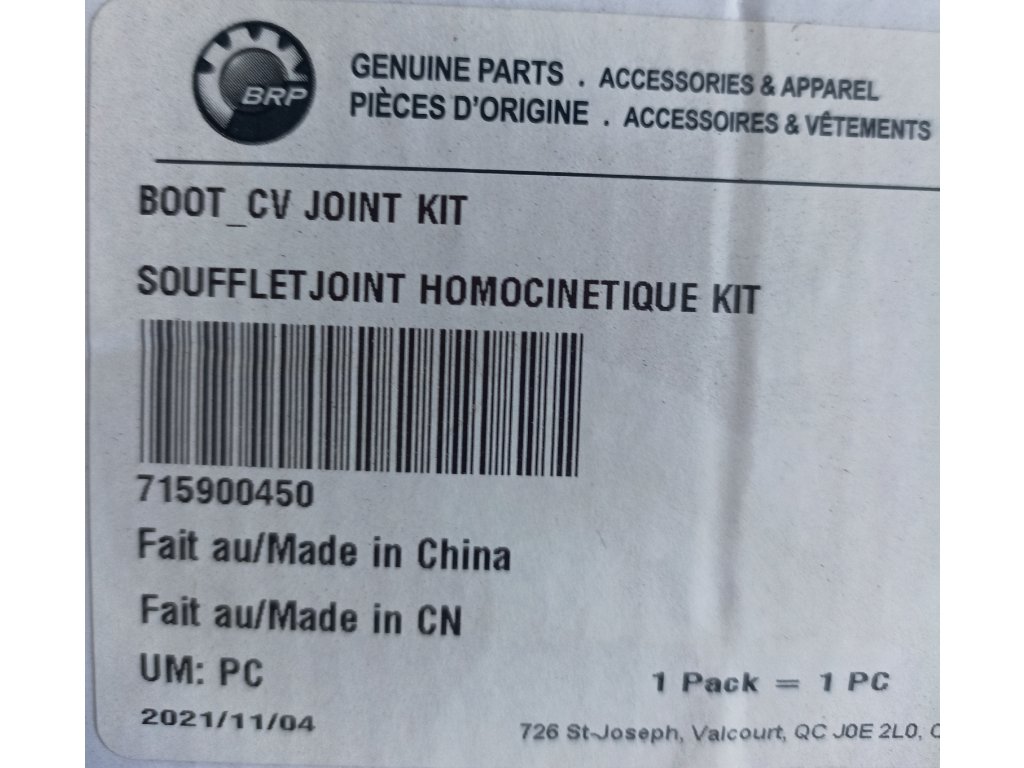 BRP
GENUINE PARTS . ACCESSORIES & APPAREL
PIÈCES D'ORIGINE . ACCESSOIRES & VÊTEMENTS
BOOT_CV JOINT KIT
SOUFFLETJOINT HOMOCINETIQUE KIT
715900450
Fait au/Made in China
Fait au/Made in CN
UM: PC
1 Pack = 1 PC
2021/11/04
726 St-Joseph, Valcourt, QC J0E 2L0,